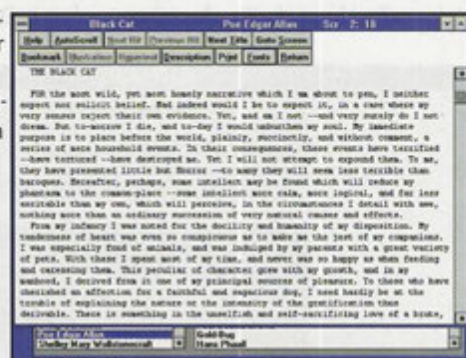 Black Cat Poe Edgar Allan Scr 2: 10
Help AutoScroll Next Hit Previous Hit Next Title Goto Screen
Bookmark Illustration Hypertext Description Print Fonts Return
THE BLACK CAT
FOR the most wild, yet most homely narrative which I am about to pen, I neither
expect nor solicit belief. Mad indeed would I be to expect it, in a case where my
very senses reject their own evidence. Yet, mad am I not --and very surely do I not
dream. But to-morrow I die, and to-day I would unburthen my soul. My immediate
purpose is to place before the world, plainly, succinctly, and without comment, a
series of mere household events. In their consequences, these events have terrified
--have tortured --have destroyed me. Yet I will not attempt to expound them. To me,
they have presented little but Horror --to many they will seem less terrible than
baroques. Hereafter, perhaps, some intellect may be found which will reduce my
phantasm to the common-place --some intellect more calm, more logical, and far less
excitable than my own, which will perceive, in the circumstances I detail with awe,
nothing more than an ordinary succession of very natural causes and effects.
From my infancy I was noted for the docility and humanity of my disposition. My
tenderness of heart was even so conspicuous as to make me the jest of my companions.
I was especially fond of animals, and was indulged by my parents with a great variety
of pets. With these I spent most of my time, and never was so happy as when feeding
and caressing them. This peculiar of character grew with my growth, and in my
manhood, I derived from it one of my principal sources of pleasure. To those who have
cherished an affection for a faithful and sagacious dog, I need hardly be at the
trouble of explaining the nature or the intensity of the gratification thus
derivable. There is something in the unselfish and self-sacrificing love of a brute,
Poe Edgar Allan Gold-Bug
Shelley Mary Wollstonecraft Hans Phaall